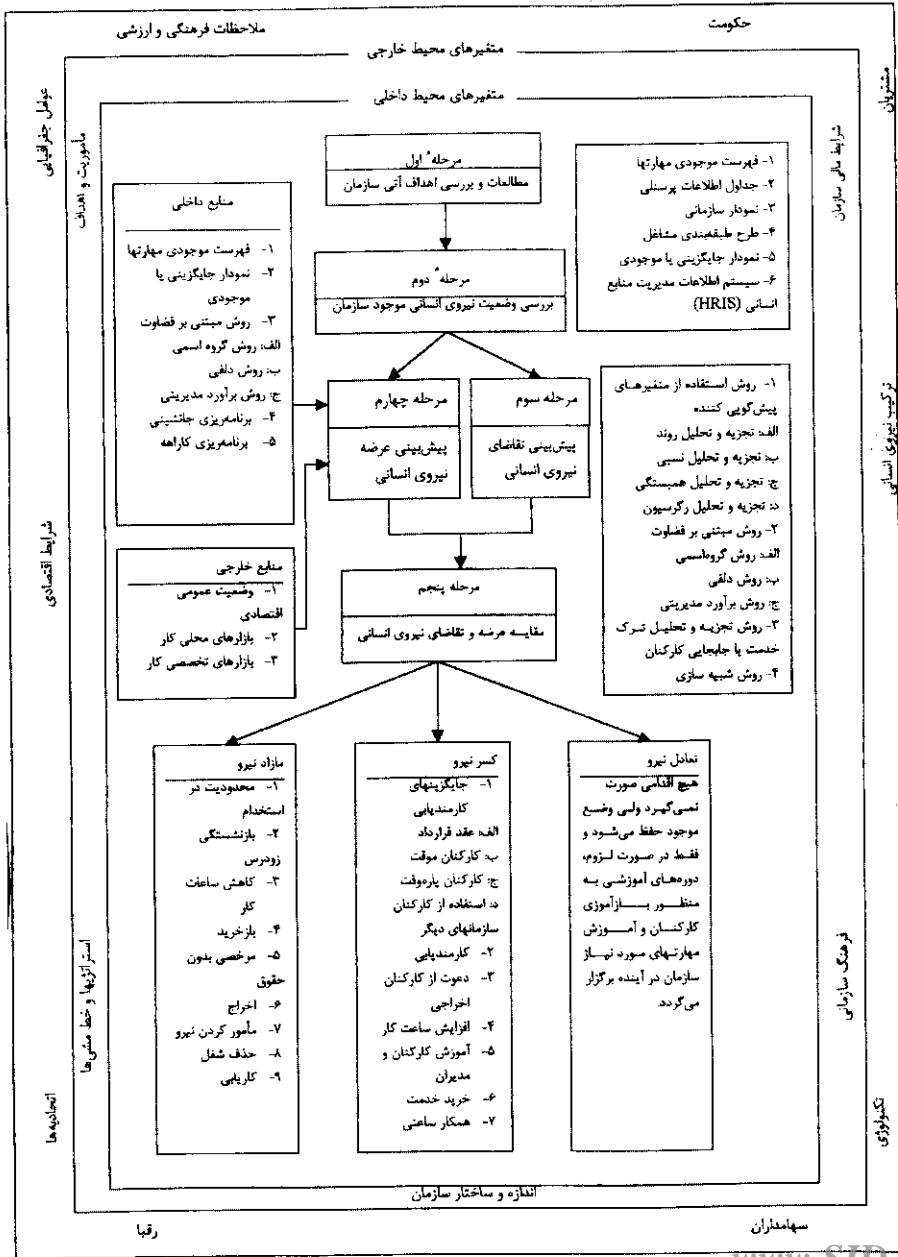 حکومت
ملاحظات فرهنگی و ارزشی
متغیرهای محیط خارجی
متغیرهای محیط داخلی
مشتریان
ترکیب نیروی انسانی
تکنولوژی
شرایط مالی سازمان
فرهنگ سازمانی
عوامل جغرافیایی
شرایط اقتصادی
اتحادیه‌ها
ماموریت و اهداف
استراتژیها و خط مشی‌ها
مرحلهٔ اول
مطالعات و بررسی اهداف آتی سازمان
۱- فهرست موجودی مهارتها
۲- جداول اطلاعات پرسنلی
۳- نمودار سازمانی
۴- طرح طبقه‌بندی مشاغل
۵- نمودار جایگزینی یا موجودی
۶- سیستم اطلاعات مدیریت منابع
انسانی (HRIS)
مرحلهٔ دوم
بررسی وضعیت نیروی انسانی موجود سازمان
منابع داخلی
۱- فهرست موجودی مهارتها
۲- نمودار جایگزینی یا
موجودی
۳- روش مبتنی بر قضاوت
الف: روش گروه اسمی
ب: روش دلفی
ج: روش برآورد مدیریتی
۴- برنامه‌ریزی جانشینی
۵- برنامه‌ریزی کارراهه
مرحله سوم
پیش‌بینی تقاضای
نیروی انسانی
مرحله چهارم
پیش‌بینی عرضه
نیروی انسانی
۱- روش استفاده از متغیرهای
پیش‌گویی کننده
الف: تجزیه و تحلیل روند
ب: تجزیه و تحلیل نسبی
ج: تجزیه و تحلیل همبستگی
د: تجزیه و تحلیل رگرسیون
۲- روش مبتنی بر قضاوت
الف: روش گروه‌اسمی
ب: روش دلفی
ج: روش برآورد مدیریتی
۳- روش تجزیه و تحلیل ترک
خدمت یا جابجایی کارکنان
۴- روش شبیه سازی
منابع خارجی
۱- وضعیت عمومی
اقتصادی
۲- بازارهای محلی کار
۳- بازارهای تخصصی کار
مرحله پنجم
مقایسه عرضه و تقاضای نیروی انسانی
تعادل نیرو
هیچ اقدامی صورت
نمی‌گیرد ولی وضع
موجود حفظ می‌شود و
فقط در صورت لزوم،
دوره‌های آموزشی به
منظور بازآموزی
کارکنان و آموزش
مهارتهای مورد نیاز
سازمان در آینده برگزار
می‌گردد.
کسر نیرو
۱- جایگزینهای
کارمندیابی
الف: عقد قرارداد
ب: کارکنان موقت
ج: کارکنان پاره‌وقت
د: استفاده از کارکنان
سازمانهای دیگر
۲- کارمندیابی
۳- دعوت از کارکنان
اخراجی
۴- افزایش ساعت کار
۵- آموزش کارکنان و
مدیران
۶- خرید خدمت
۷- همکار ساعتی
مازاد نیرو
۱- محدودیت در
استخدام
۲- بازنشستگی
زودرس
۳- کاهش ساعات
کار
۴- بازخرید
۵- مرخصی بدون
حقوق
۶- اخراج
۷- مأمور کردن نیرو
۸- حذف شغل
۹- کاریابی
اندازه و ساختار سازمان
سهامداران
رقبا